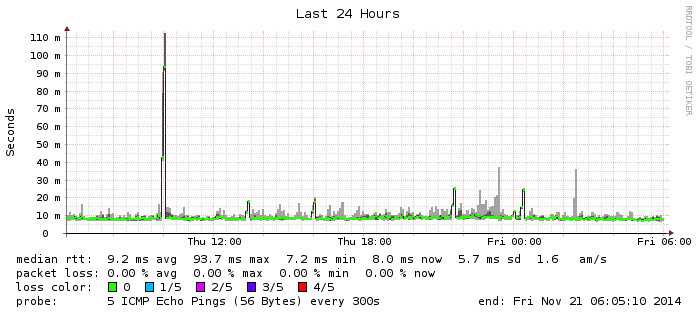 Last 24 Hours
RRDTOOL / TOBI OETIKER
Seconds
110 m
100 m
90 m
80 m
70 m
60 m
50 m
40 m
30 m
20 m
10 m
0
Thu 12:00 Thu 18:00 Fri 00:00 Fri 06:00
median rtt: 9.2 ms avg 93.7 ms max 7.2 ms min 8.0 ms now 5.7 ms sd 1.6 am/s
packet loss: 0.00 % avg 0.00 % max 0.00 % min 0.00 % now
loss color: 0 1/5 2/5 3/5 4/5
probe: 5 ICMP Echo Pings (56 Bytes) every 300s end: Fri Nov 21 06:05:10 2014